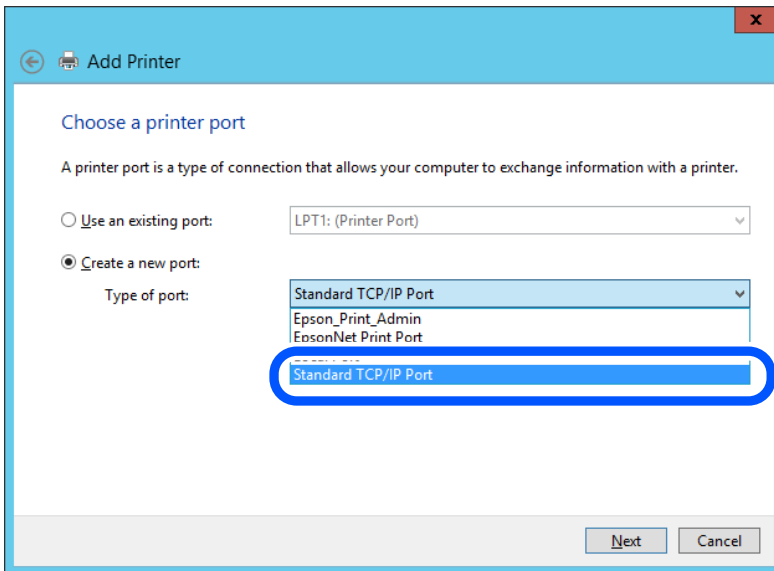 x
Add Printer
Choose a printer port
A printer port is a type of connection that allows your computer to exchange information with a printer.
Use an existing port: LPT1: (Printer Port)
Create a new port:
Type of port: Standard TCP/IP Port
Epson_Print_Admin
EpsonNet Print Port
Standard TCP/IP Port
Next Cancel